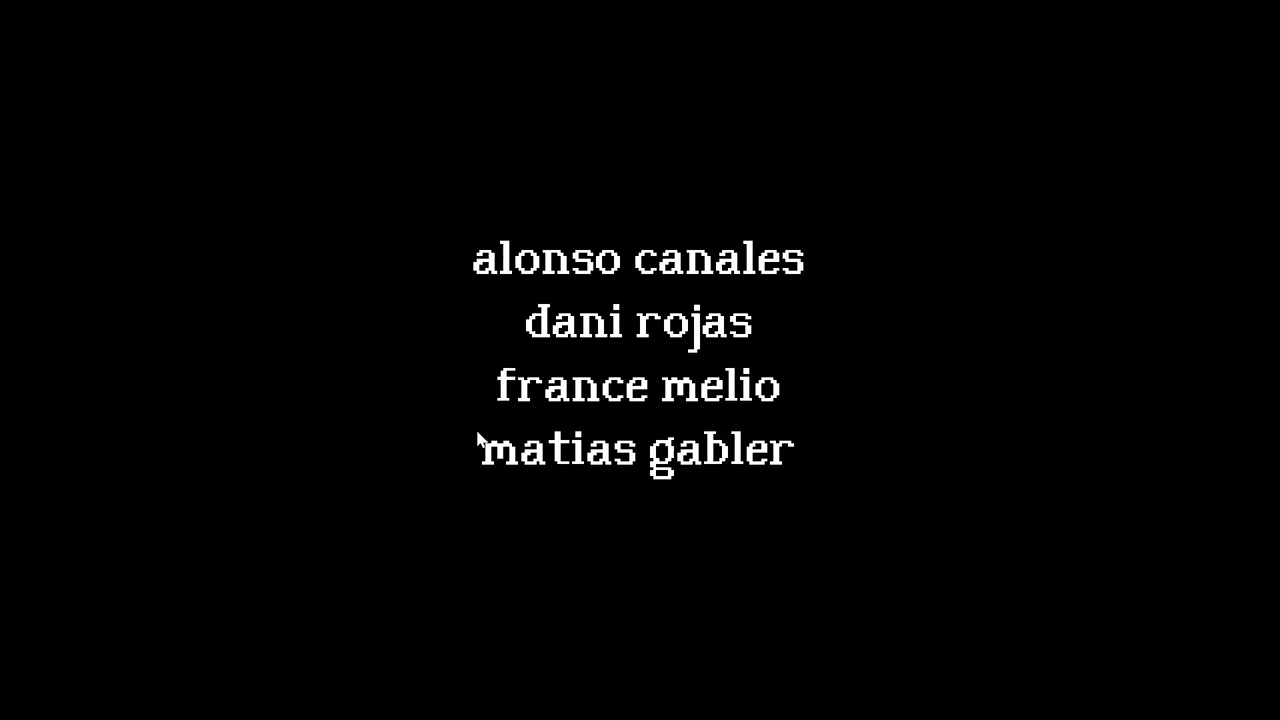 alonso canales
dani rojas
france melio
matias gabler